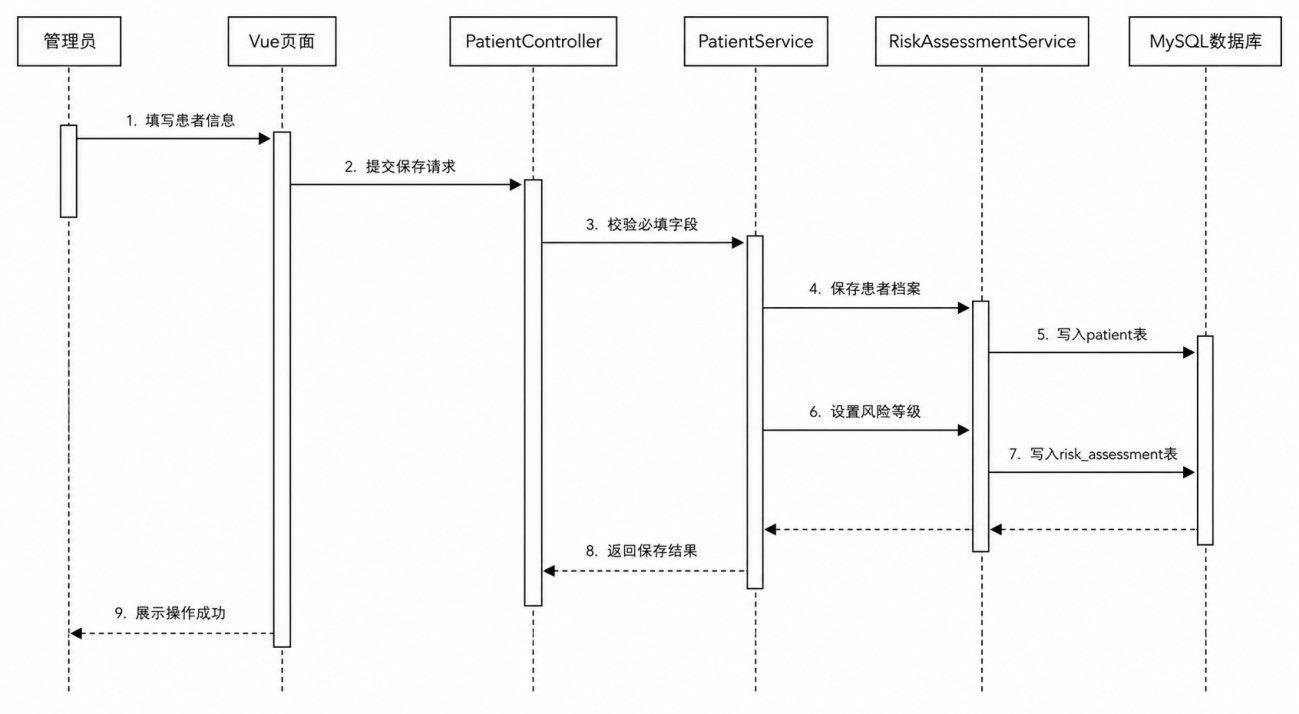 管理员
Vue页面
PatientController
PatientService
RiskAssessmentService
MySQL数据库
1. 填写患者信息
2. 提交保存请求
3. 校验必填字段
4. 保存患者档案
5. 写入patient表
6. 设置风险等级
7. 写入risk_assessment表
8. 返回保存结果
9. 展示操作成功